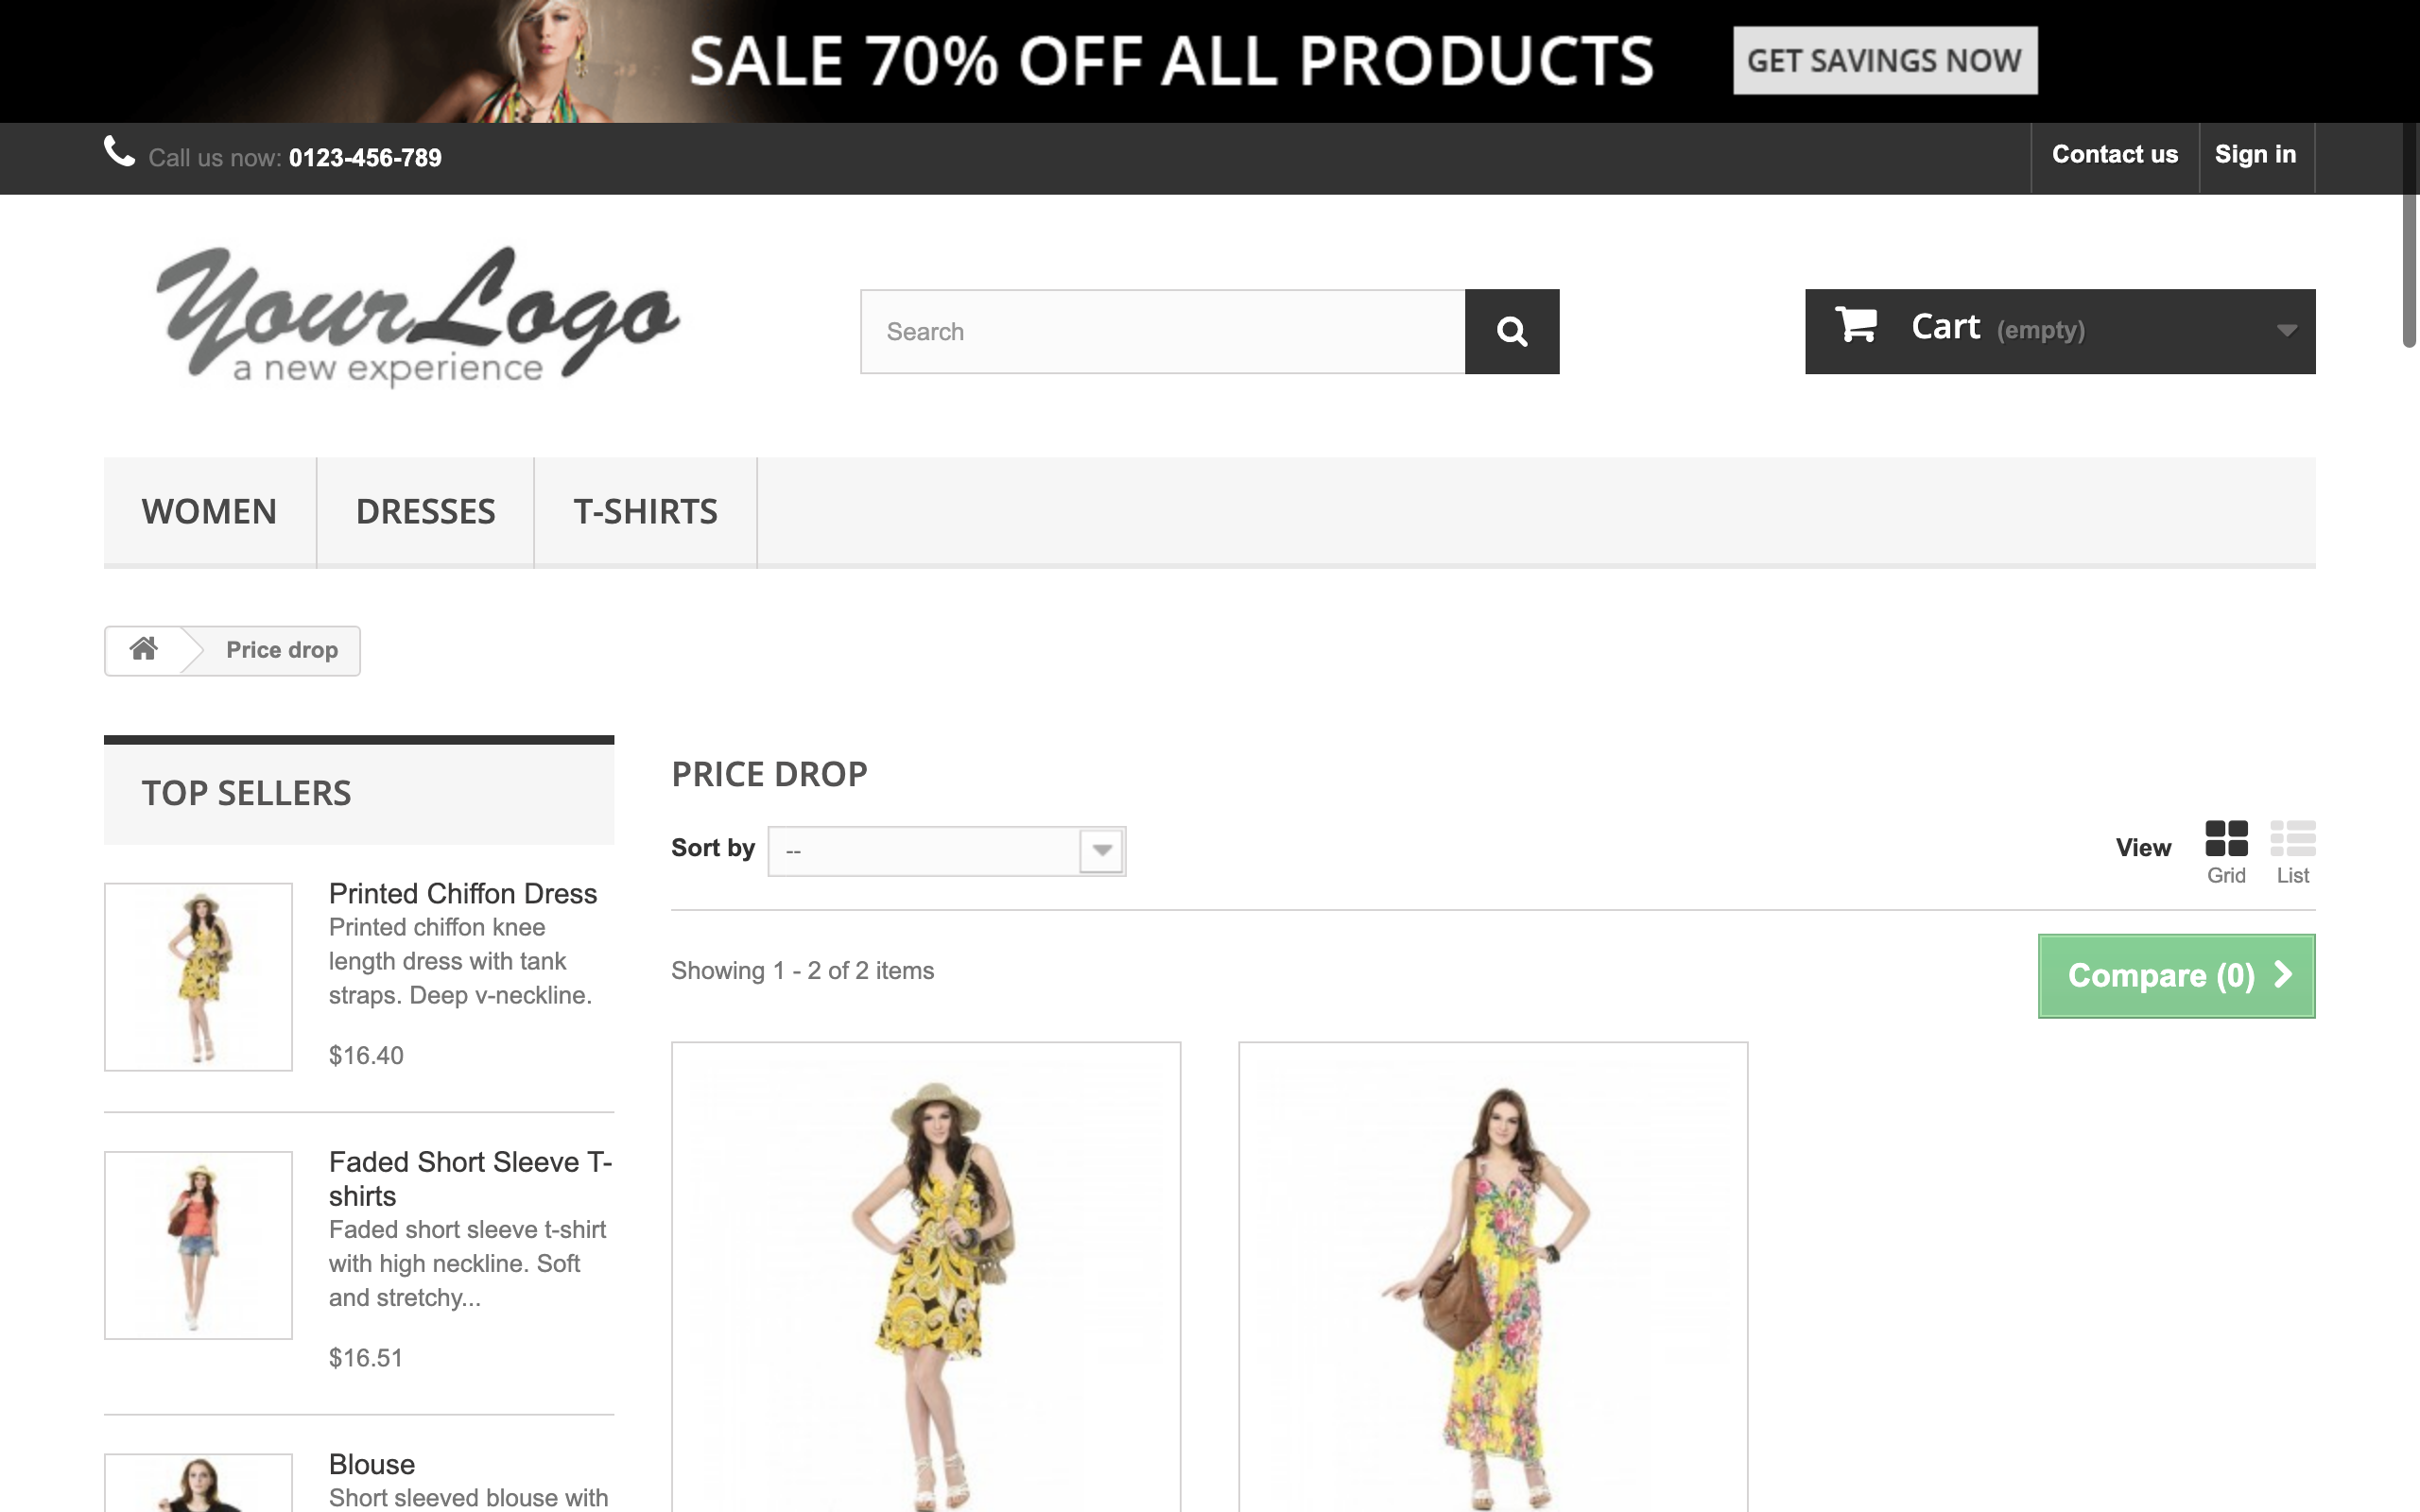 SALE 70% OFF ALL PRODUCTS
GET SAVINGS NOW
Call us now: 0123-456-789
Contact us
Sign in
YourLogo
a new experience
Search
Cart (empty)
WOMEN
DRESSES
T-SHIRTS
Price drop
TOP SELLERS
Printed Chiffon Dress
Printed chiffon knee
length dress with tank
straps. Deep v-neckline.
$16.40
Faded Short Sleeve T-
shirts
Faded short sleeve t-shirt
with high neckline. Soft
and stretchy...
$16.51
Blouse
Short sleeved blouse with
PRICE DROP
Sort by
--
View
Grid
List
Showing 1 - 2 of 2 items
Compare (0)